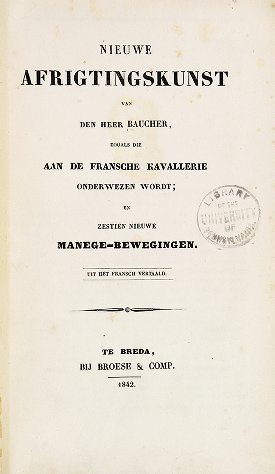 NIEUWE
AFRIGTINGSKUNST
VAN
DEN HEER BAUCHER,
ZOOALS DIE
AAN DE FRANSCHE KAVALLERIE
ONDERWEZEN WORDT;
EN
ZESTIEN NIEUWE
MANEGE-BEWEGINGEN.
UIT HET FRANSCH VERTAALD.
TE BREDA,
BIJ BROESE & COMP.
1842.
LIBRARY
OF THE
UNIVERSITY
OF
PENNSYLVANIA